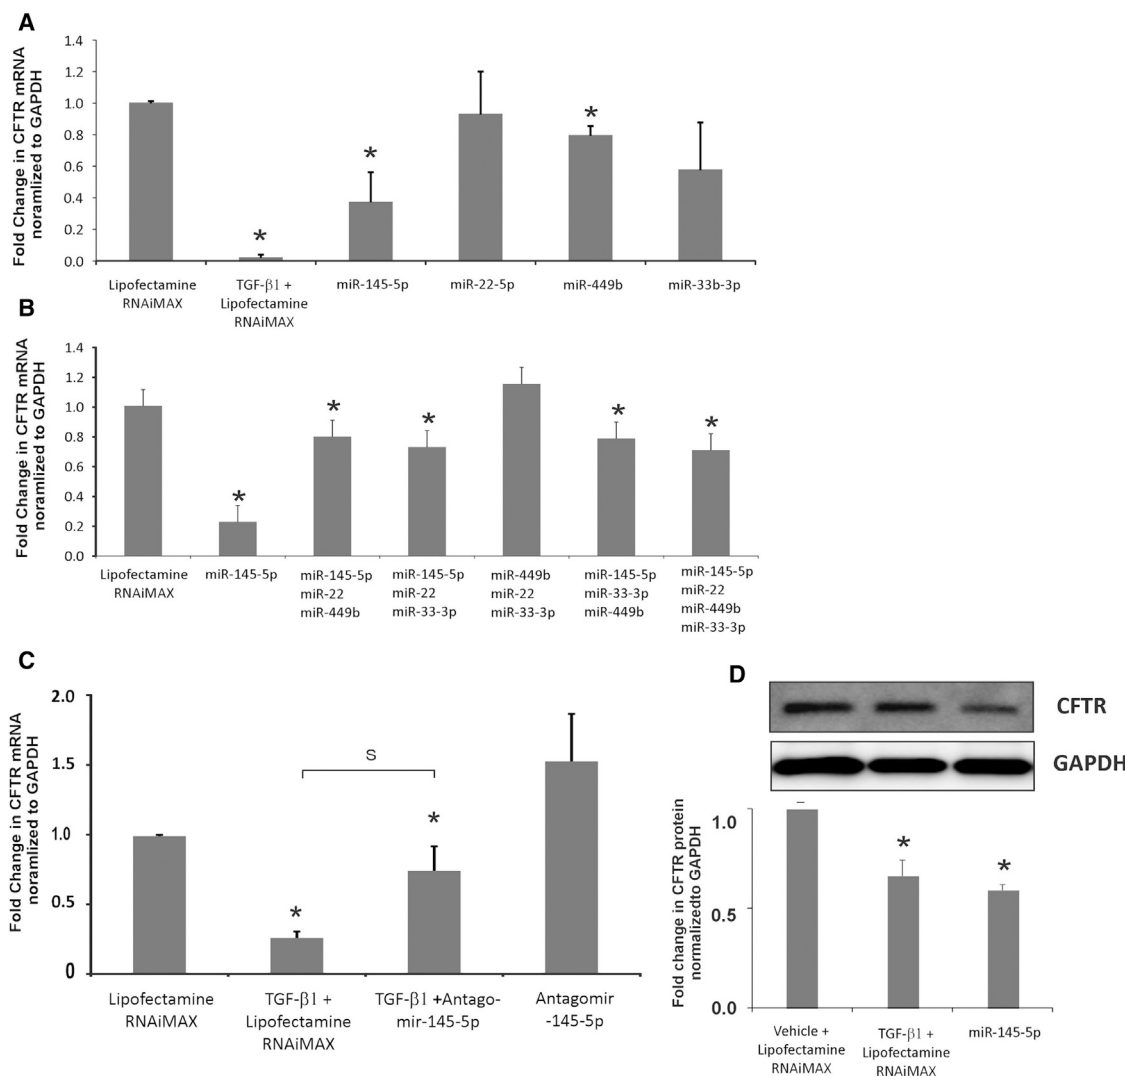 A
Fold Change in CFTR mRNA
noramlized to GAPDH
1.4
1.2
1.0
0.8
0.6
0.4
0.2
0.0
*
*
*
Lipofectamine
RNAiMAX
TGF-β1 +
Lipofectamine
RNAiMAX
miR-145-5p
miR-22-5p
miR-449b
miR-33b-3p
B
Fold Change in CFTR mRNA
noramlized to GAPDH
1.4
1.2
1.0
0.8
0.6
0.4
0.2
0.0
*
*
*
*
*
Lipofectamine
RNAiMAX
miR-145-5p
miR-145-5p
miR-22
miR-449b
miR-145-5p
miR-22
miR-33-3p
miR-449b
miR-22
miR-33-3p
miR-145-5p
miR-33-3p
miR-449b
miR-145-5p
miR-22
miR-449b
miR-33-3p
C
Fold Change in CFTR mRNA
noramlized to GAPDH
2.0
1.5
1.0
0.5
0
S
*
*
Lipofectamine
RNAiMAX
TGF-β1 +
Lipofectamine
RNAiMAX
TGF-β1 +Antago-
mir-145-5p
Antagomir
-145-5p
D
CFTR
GAPDH
Fold change in CFTR protein
normalizedto GAPDH
1.0
0.5
0.0
*
*
Vehicle +
Lipofectamine
RNAiMAX
TGF-β1 +
Lipofectamine
RNAiMAX
miR-145-5p